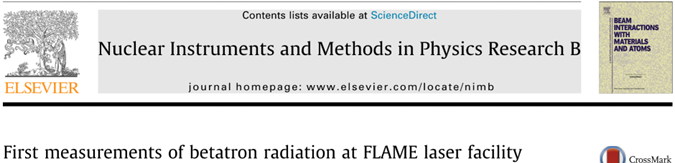 Contents lists available at ScienceDirect
Nuclear Instruments and Methods in Physics Research B
journal homepage: www.elsevier.com/locate/nimb
ELSEVIER
BEAM
INTERACTIONS
WITH
MATERIALS
AND ATOMS
First measurements of betatron radiation at FLAME laser facility
CrossMark